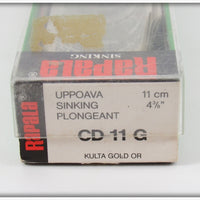 SINKING
Rapala
Rapala
UPPOAVA 11 cm
SINKING 4⅜"
PLONGEANT
CD 11 G
KULTA GOLD OR